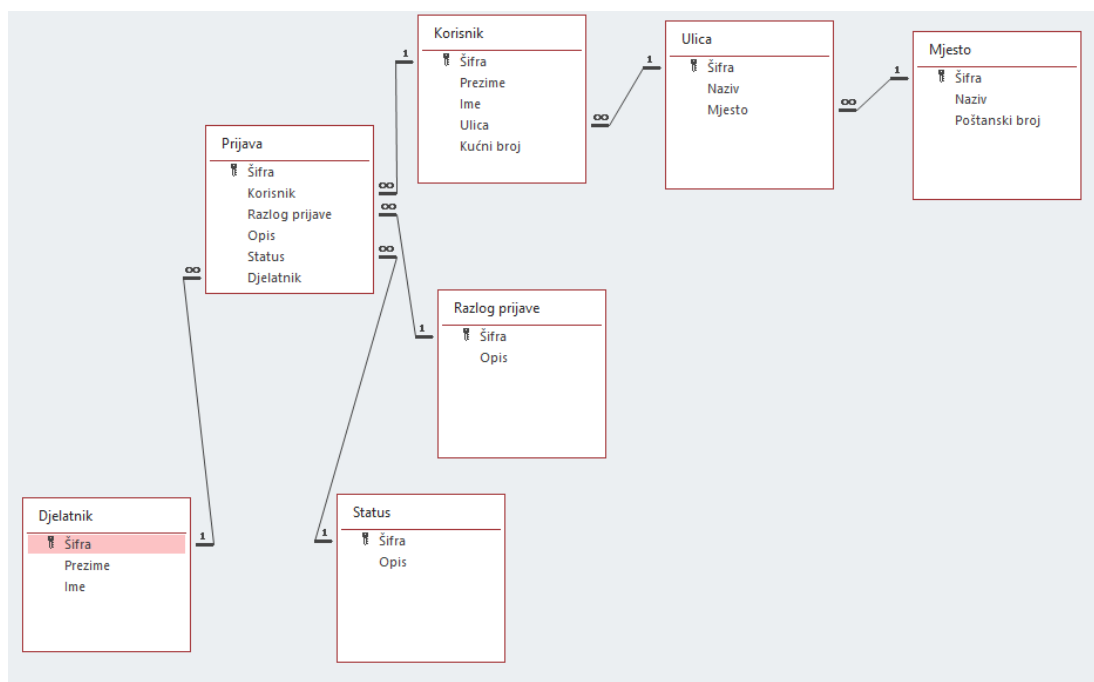 Korisnik
Šifra
Prezime
Ime
Ulica
Kućni broj
Ulica
Šifra
Naziv
Mjesto
Mjesto
Šifra
Naziv
Poštanski broj
Prijava
Šifra
Korisnik
Razlog prijave
Opis
Status
Djelatnik
Razlog prijave
Šifra
Opis
Djelatnik
Šifra
Prezime
Ime
Status
Šifra
Opis
1
∞
1
∞
1
∞
∞
∞
∞
1
1
1